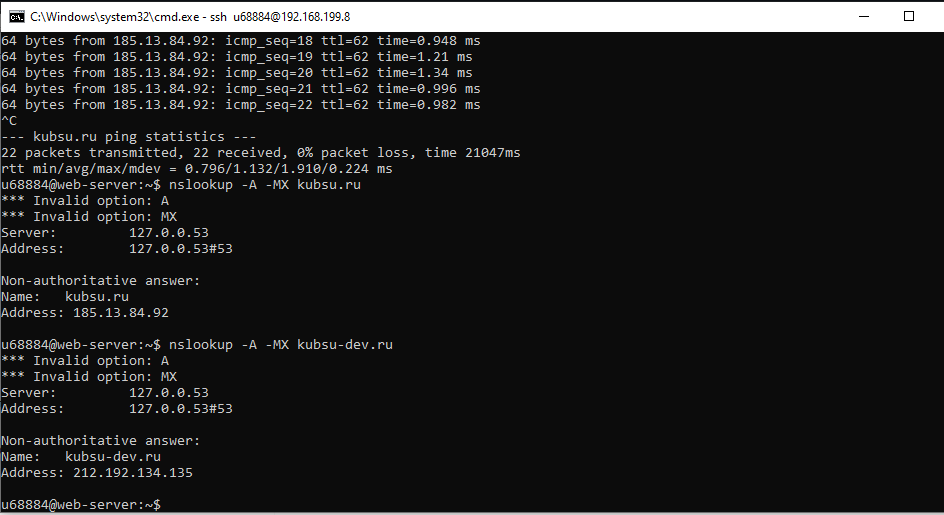 C:\Windows\system32\cmd.exe - ssh  u68884@192.168.199.8
64 bytes from 185.13.84.92: icmp_seq=18 ttl=62 time=0.948 ms
64 bytes from 185.13.84.92: icmp_seq=19 ttl=62 time=1.21 ms
64 bytes from 185.13.84.92: icmp_seq=20 ttl=62 time=1.34 ms
64 bytes from 185.13.84.92: icmp_seq=21 ttl=62 time=0.996 ms
64 bytes from 185.13.84.92: icmp_seq=22 ttl=62 time=0.982 ms
^C
--- kubsu.ru ping statistics ---
22 packets transmitted, 22 received, 0% packet loss, time 21047ms
rtt min/avg/max/mdev = 0.796/1.132/1.910/0.224 ms
u68884@web-server:~$ nslookup -A -MX kubsu.ru
*** Invalid option: A
*** Invalid option: MX
Server:         127.0.0.53
Address:        127.0.0.53#53

Non-authoritative answer:
Name:   kubsu.ru
Address: 185.13.84.92

u68884@web-server:~$ nslookup -A -MX kubsu-dev.ru
*** Invalid option: A
*** Invalid option: MX
Server:         127.0.0.53
Address:        127.0.0.53#53

Non-authoritative answer:
Name:   kubsu-dev.ru
Address: 212.192.134.135

u68884@web-server:~$